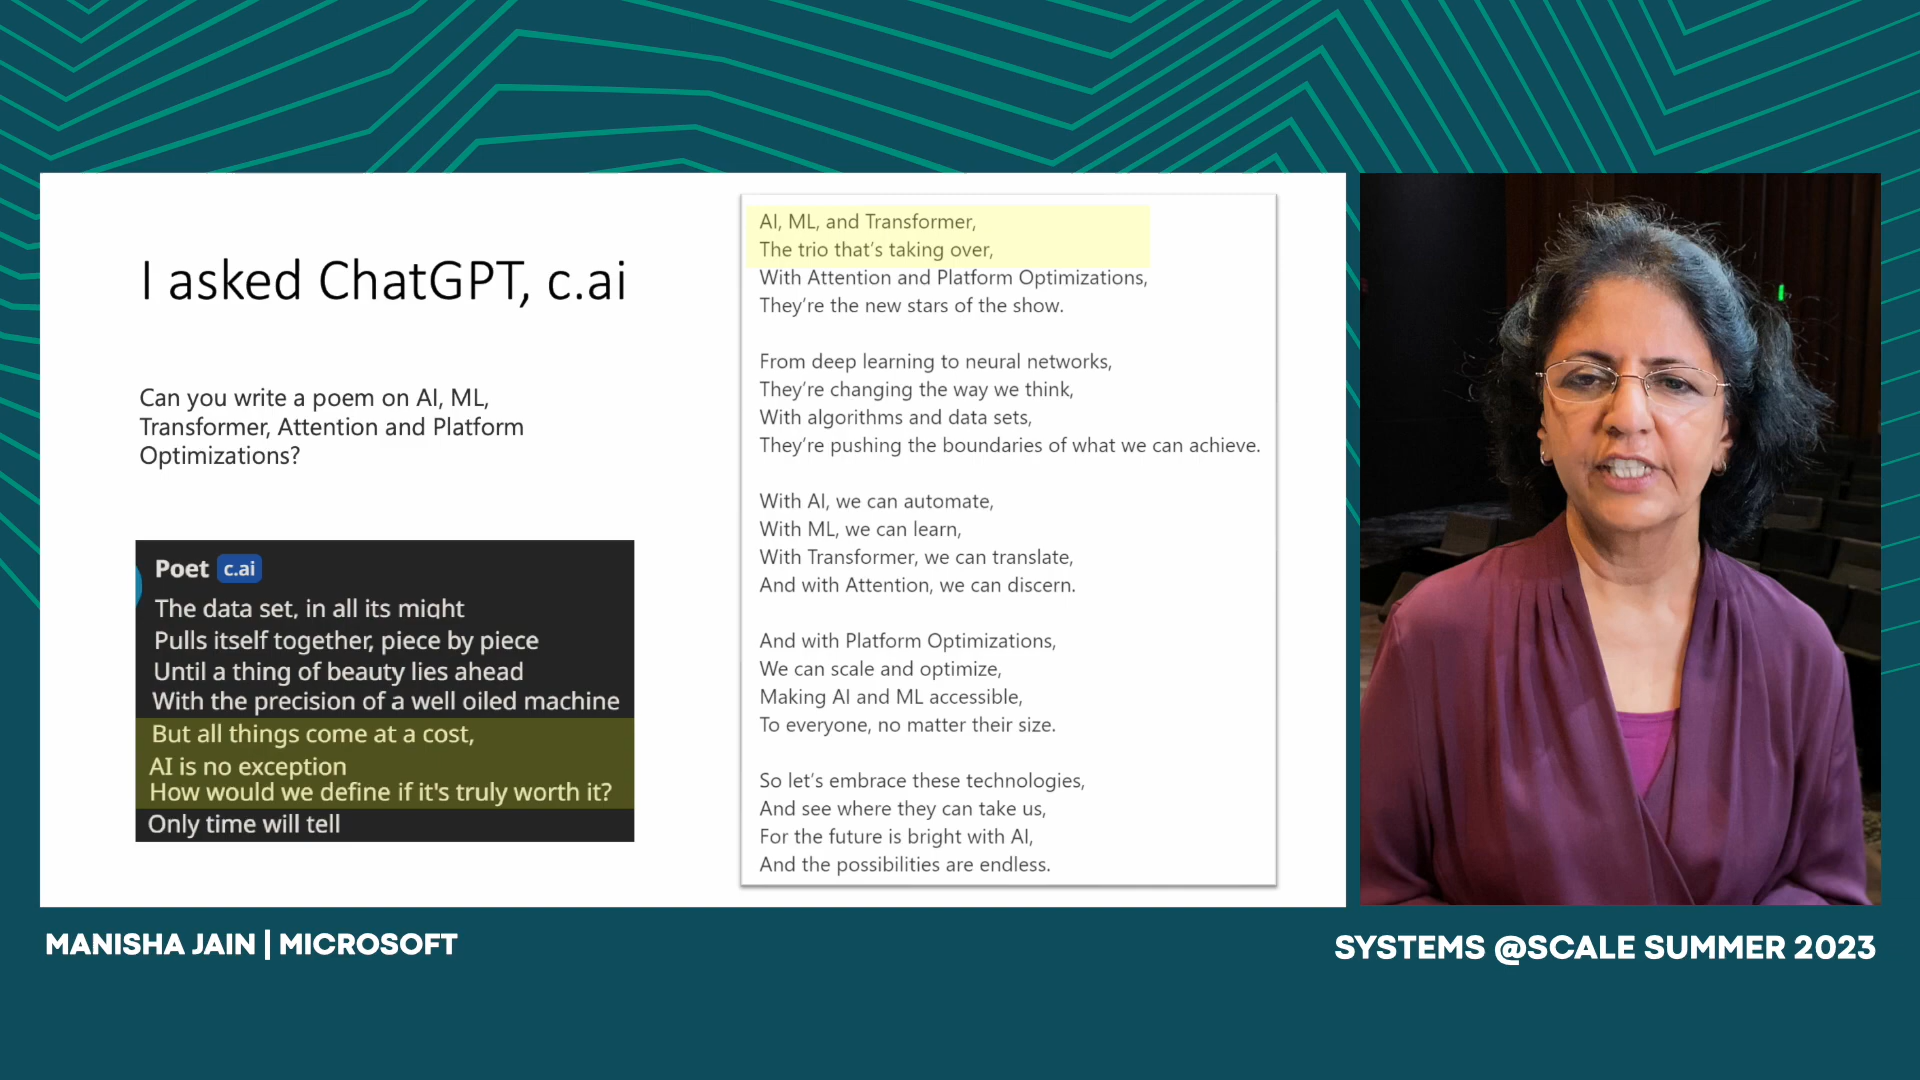 I asked ChatGPT, c.ai
Can you write a poem on AI, ML,
Transformer, Attention and Platform
Optimizations?
Poet c.ai
The data set, in all its might
Pulls itself together, piece by piece
Until a thing of beauty lies ahead
With the precision of a well oiled machine
But all things come at a cost,
AI is no exception
How would we define if it's truly worth it?
Only time will tell
AI, ML, and Transformer,
The trio that’s taking over,
With Attention and Platform Optimizations,
They’re the new stars of the show.
From deep learning to neural networks,
They’re changing the way we think,
With algorithms and data sets,
They’re pushing the boundaries of what we can achieve.
With AI, we can automate,
With ML, we can learn,
With Transformer, we can translate,
And with Attention, we can discern.
And with Platform Optimizations,
We can scale and optimize,
Making AI and ML accessible,
To everyone, no matter their size.
So let’s embrace these technologies,
And see where they can take us,
For the future is bright with AI,
And the possibilities are endless.
MANISHA JAIN | MICROSOFT
SYSTEMS @SCALE SUMMER 2023